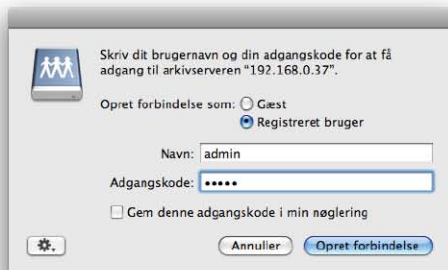 Skriv dit brugernavn og din adgangskode for at få
adgang til arkivserveren “192.168.0.37”.
Opret forbindelse som: Gæst
Registreret bruger
Navn: admin
Adgangskode: •••••
Gem denne adgangskode i min nøglering
Annuller Opret forbindelse